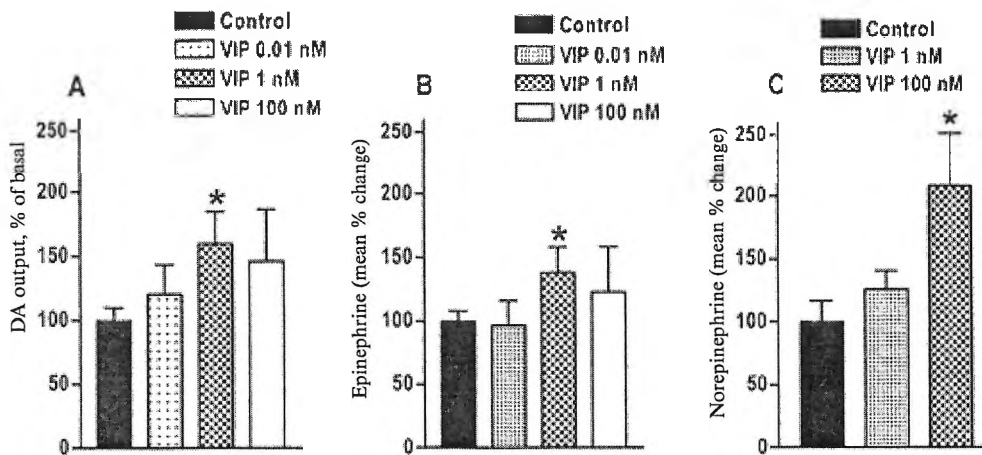 Control
VIP 0.01 nM
VIP 1 nM
VIP 100 nM
A
250
200
150
100
50
0
DA output, % of basal
*
Control
VIP 0.01 nM
VIP 1 nM
VIP 100 nM
B
250
200
150
100
50
0
Epinephrine (mean % change)
*
Control
VIP 1 nM
VIP 100 nM
C
250
200
150
100
50
0
Norepinephrine (mean % change)
*